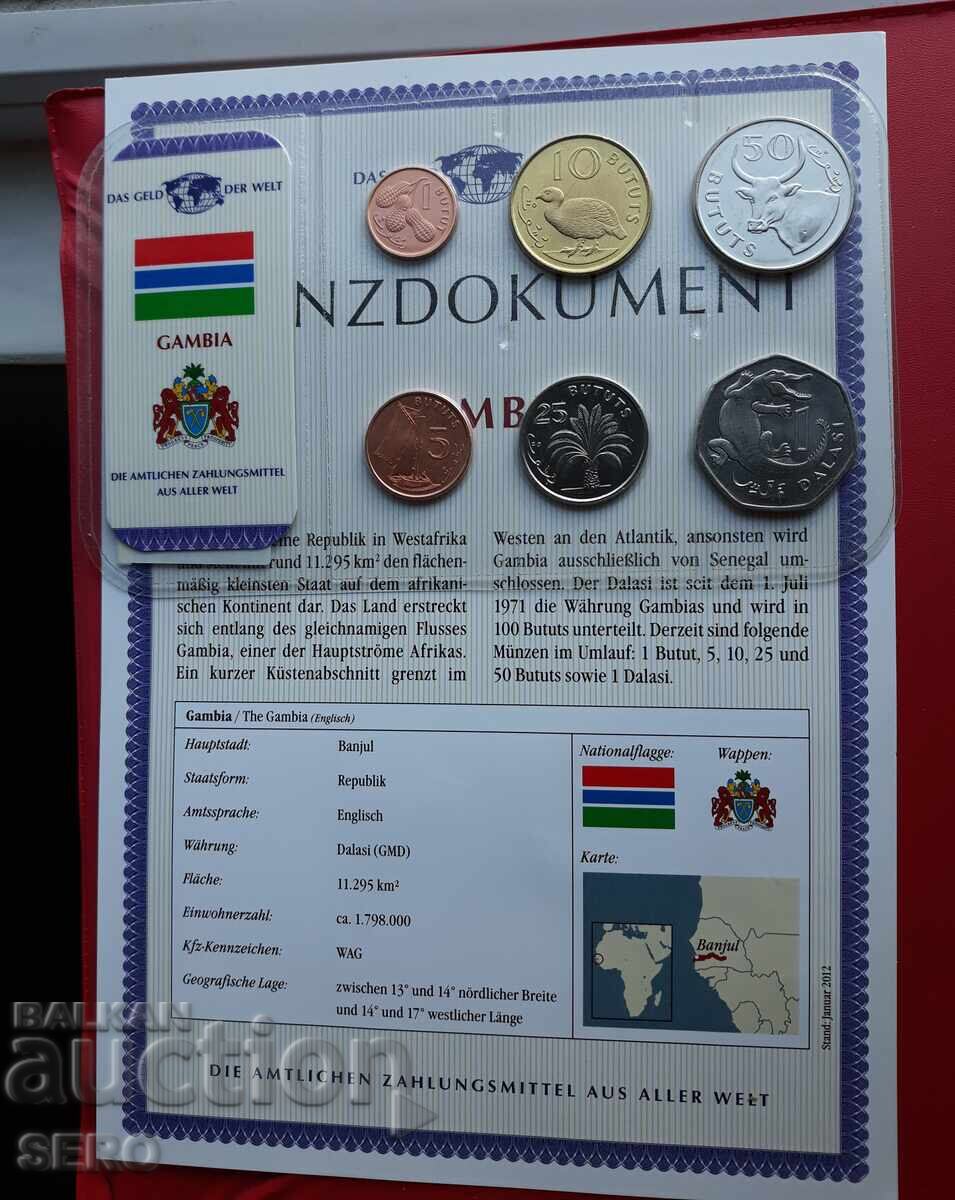 DAS GELD DER WELT
GAMBIA
DIE AMTLICHEN ZAHLUNGSMITTEL
AUS ALLER WELT
DAS
1 BUTUT
10 BUTUTS
50 BUTUTS
NZDOKUMENT
5 BUTUTS
25 BUTUTS
1 DALASI
MB
ine Republik in Westafrika
rund 11.295 km² den flächen-
mäßig kleinsten Staat auf dem afrikani-
schen Kontinent dar. Das Land erstreckt
sich entlang des gleichnamigen Flusses
Gambia, einer der Hauptströme Afrikas.
Ein kurzer Küstenabschnitt grenzt im
Westen an den Atlantik, ansonsten wird
Gambia ausschließlich von Senegal um-
schlossen. Der Dalasi ist seit dem 1. Juli
1971 die Währung Gambias und wird in
100 Bututs unterteilt. Derzeit sind folgende
Münzen im Umlauf: 1 Butut, 5, 10, 25 und
50 Bututs sowie 1 Dalasi.
Gambia / The Gambia (Englisch)
Hauptstadt: Banjul
Staatsform: Republik
Amtssprache: Englisch
Währung: Dalasi (GMD)
Fläche: 11.295 km²
Einwohnerzahl: ca. 1.798.000
Kfz-Kennzeichen: WAG
Geografische Lage: zwischen 13° und 14° nördlicher Breite
und 14° und 17° westlicher Länge
Nationalflagge: Wappen:
Karte:
Banjul
Stand: Januar 2012
DIE AMTLICHEN ZAHLUNGSMITTEL AUS ALLER WELT
BALKAN
auction
SERO